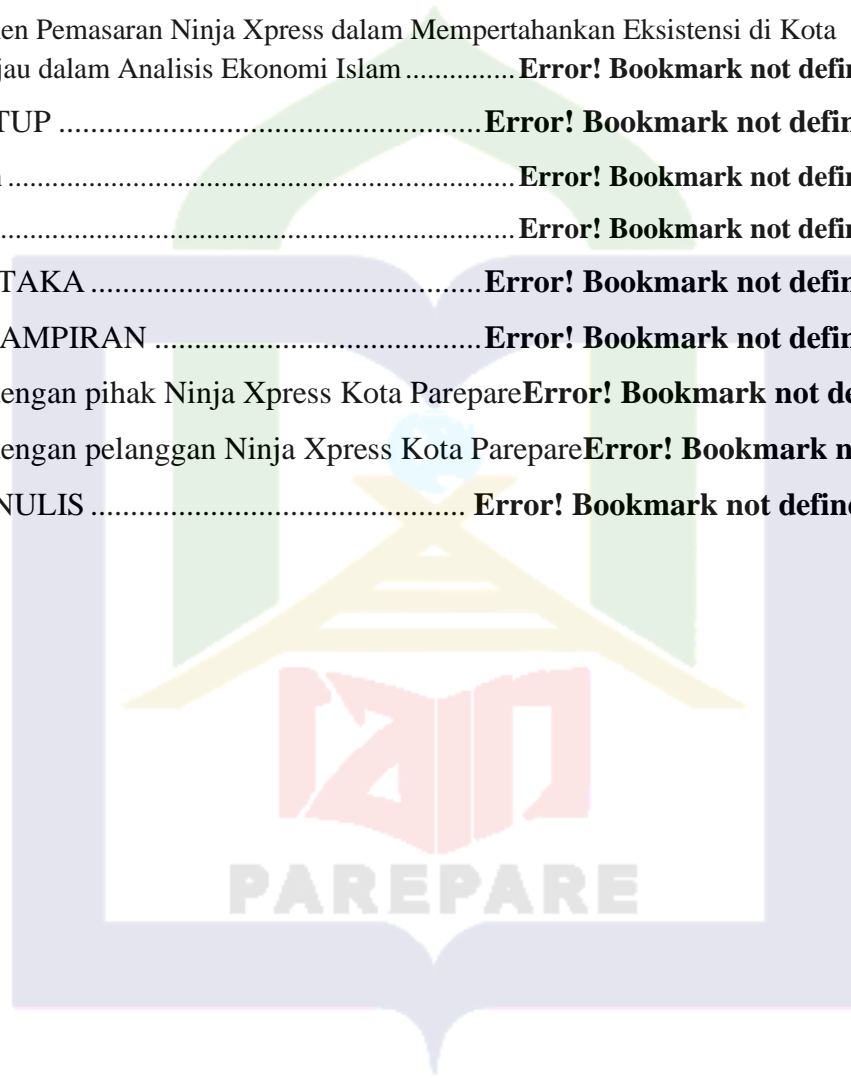 en Pemasaran Ninja Xpress dalam Mempertahankan Eksistensi di Kota
jau dalam Analisis Ekonomi Islam...............Error! Bookmark not defin
TUP ................................................Error! Bookmark not defin
................................................Error! Bookmark not defin
................................................Error! Bookmark not defin
TAKA ................................................Error! Bookmark not defin
AMPIRAN ................................................Error! Bookmark not defin
engan pihak Ninja Xpress Kota ParepareError! Bookmark not de
engan pelanggan Ninja Xpress Kota ParepareError! Bookmark n
NULIS ................................................ Error! Bookmark not define
IAIN
PAREPARE